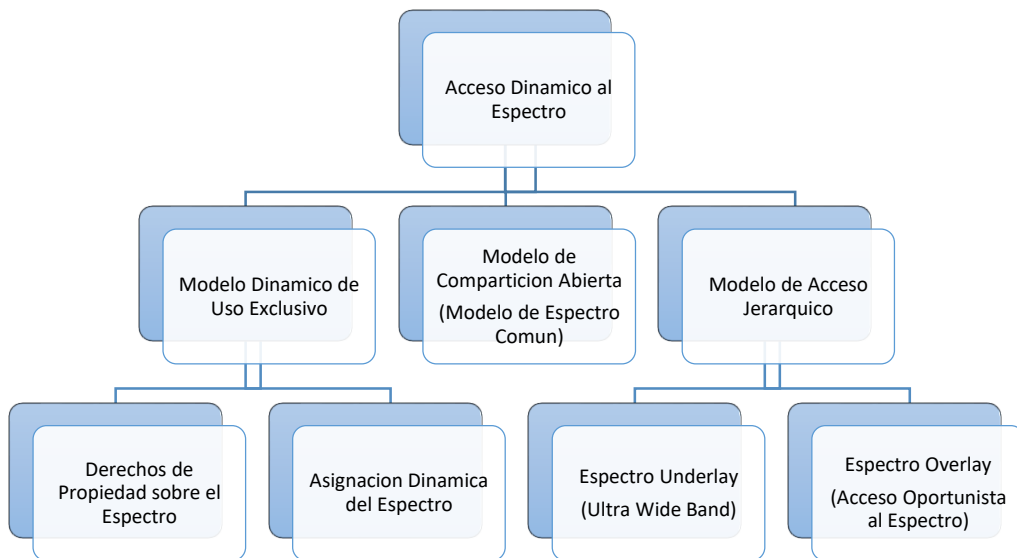 Acceso Dinamico al
Espectro
Modelo Dinamico de
Uso Exclusivo
Modelo de
Comparticion Abierta
(Modelo de Espectro
Comun)
Modelo de Acceso
Jerarquico
Derechos de
Propiedad sobre el
Espectro
Asignacion Dinamica
del Espectro
Espectro Underlay
(Ultra Wide Band)
Espectro Overlay
(Acceso Oportunista
al Espectro)